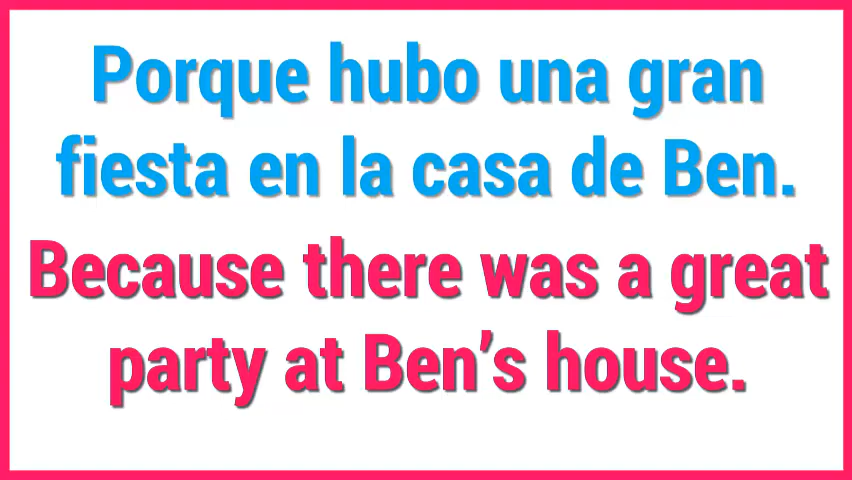 Porque hubo una gran
fiesta en la casa de Ben.
Because there was a great
party at Ben’s house.